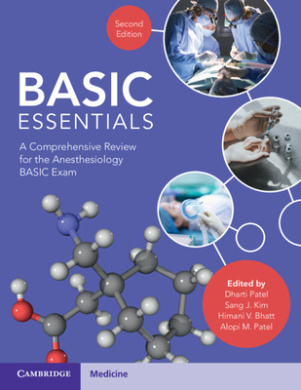 Second
Edition
BASIC
ESSENTIALS
A Comprehensive Review
for the Anesthesiology
BASIC Exam
Edited by
Dharti Patel
Sang J. Kim
Himani V. Bhatt
Alopi M. Patel
CAMBRIDGE
Medicine